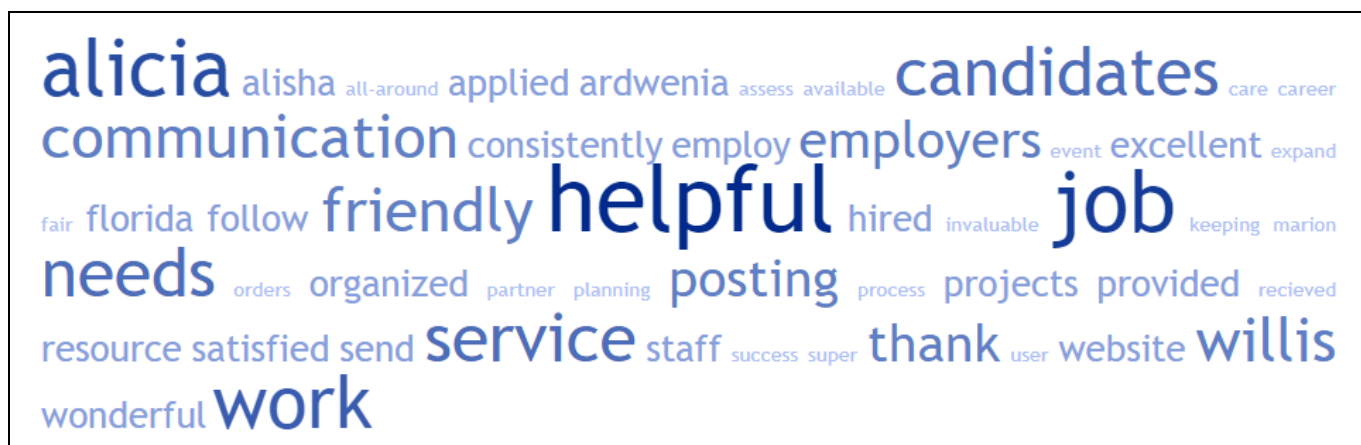 alicia alisha all-around applied ardwenia assess available candidates care career
communication consistently employ employers event excellent expand
fair florida follow friendly helpful hired invaluable job keeping marion
needs orders organized partner planning posting process projects provided recieved
resource satisfied send service staff success super thank user website willis
wonderful work